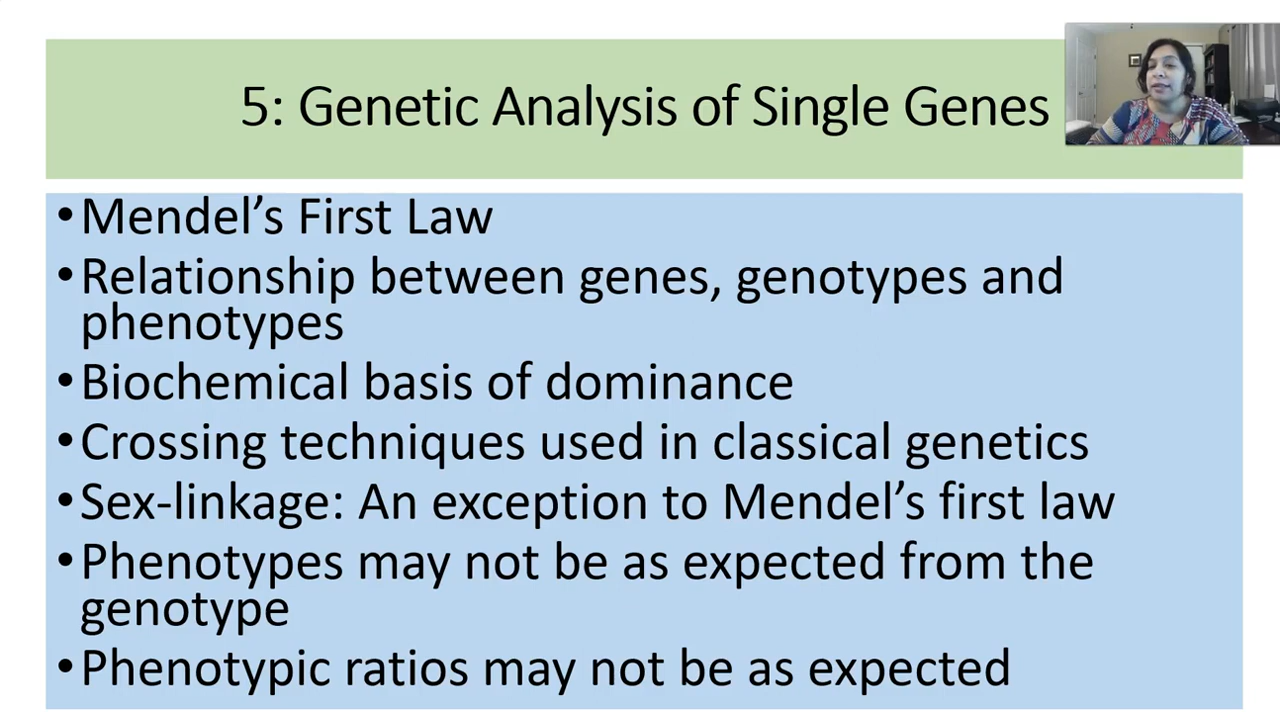 5: Genetic Analysis of Single Genes
•Mendel’s First Law
•Relationship between genes, genotypes and
phenotypes
•Biochemical basis of dominance
•Crossing techniques used in classical genetics
•Sex-linkage: An exception to Mendel’s first law
•Phenotypes may not be as expected from the
genotype
•Phenotypic ratios may not be as expected